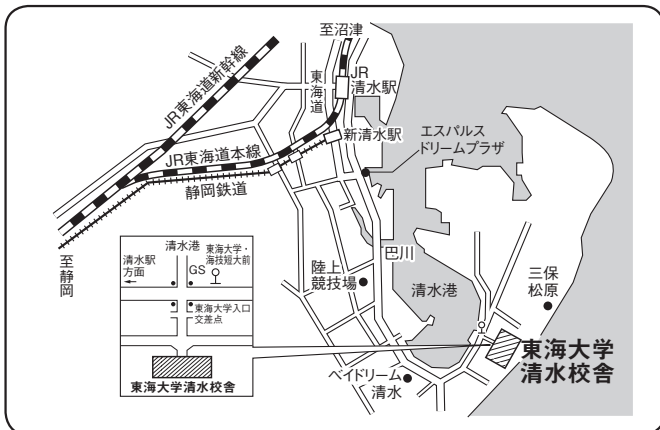 至沼津
JR東海道新幹線
東海道
JR
清水駅
新清水駅
エスパルス
ドリームプラザ
JR東海道本線
静岡鉄道
至静岡
清水港
東海大学・
海技短大前
清水駅
方面
GS
東海大学入口
交差点
東海大学清水校舎
陸上
競技場
巴川
清水港
三保
松原
東海大学
清水校舎
ベイドリーム
清水